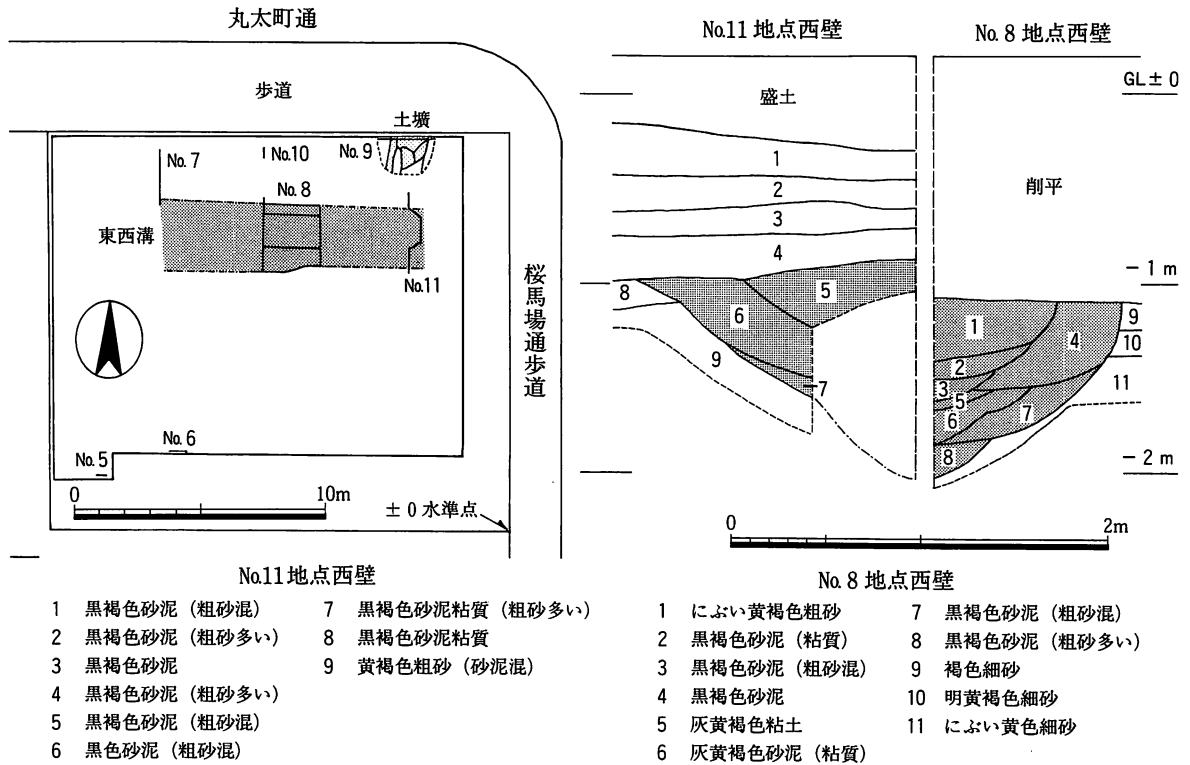 丸太町通
歩道
土壙
No.7
No.10
No.9
No.8
東西溝
No.11
桜馬場通歩道
No.6
No.5
0 10m
±0水準点
No.11地点西壁
No.8地点西壁
盛土
GL±0
削平
1
2
3
4
5
6
7
8
9
-1m
1
2
3
4
5
6
7
8
9
10
11
-2m
0 2m
No.11地点西壁
1 黒褐色砂泥（粗砂混）
2 黒褐色砂泥（粗砂多い）
3 黒褐色砂泥
4 黒褐色砂泥（粗砂多い）
5 黒褐色砂泥（粗砂混）
6 黒色砂泥（粗砂混）
7 黒褐色砂泥粘質（粗砂多い）
8 黒褐色砂泥粘質
9 黄褐色粗砂（砂泥混）
No.8地点西壁
1 にぶい黄褐色粗砂
2 黒褐色砂泥（粘質）
3 黒褐色砂泥（粗砂混）
4 黒褐色砂泥
5 灰黄褐色粘土
6 灰黄褐色砂泥（粘質）
7 黒褐色砂泥（粗砂混）
8 黒褐色砂泥（粗砂多い）
9 褐色細砂
10 明黄褐色細砂
11 にぶい黄色細砂